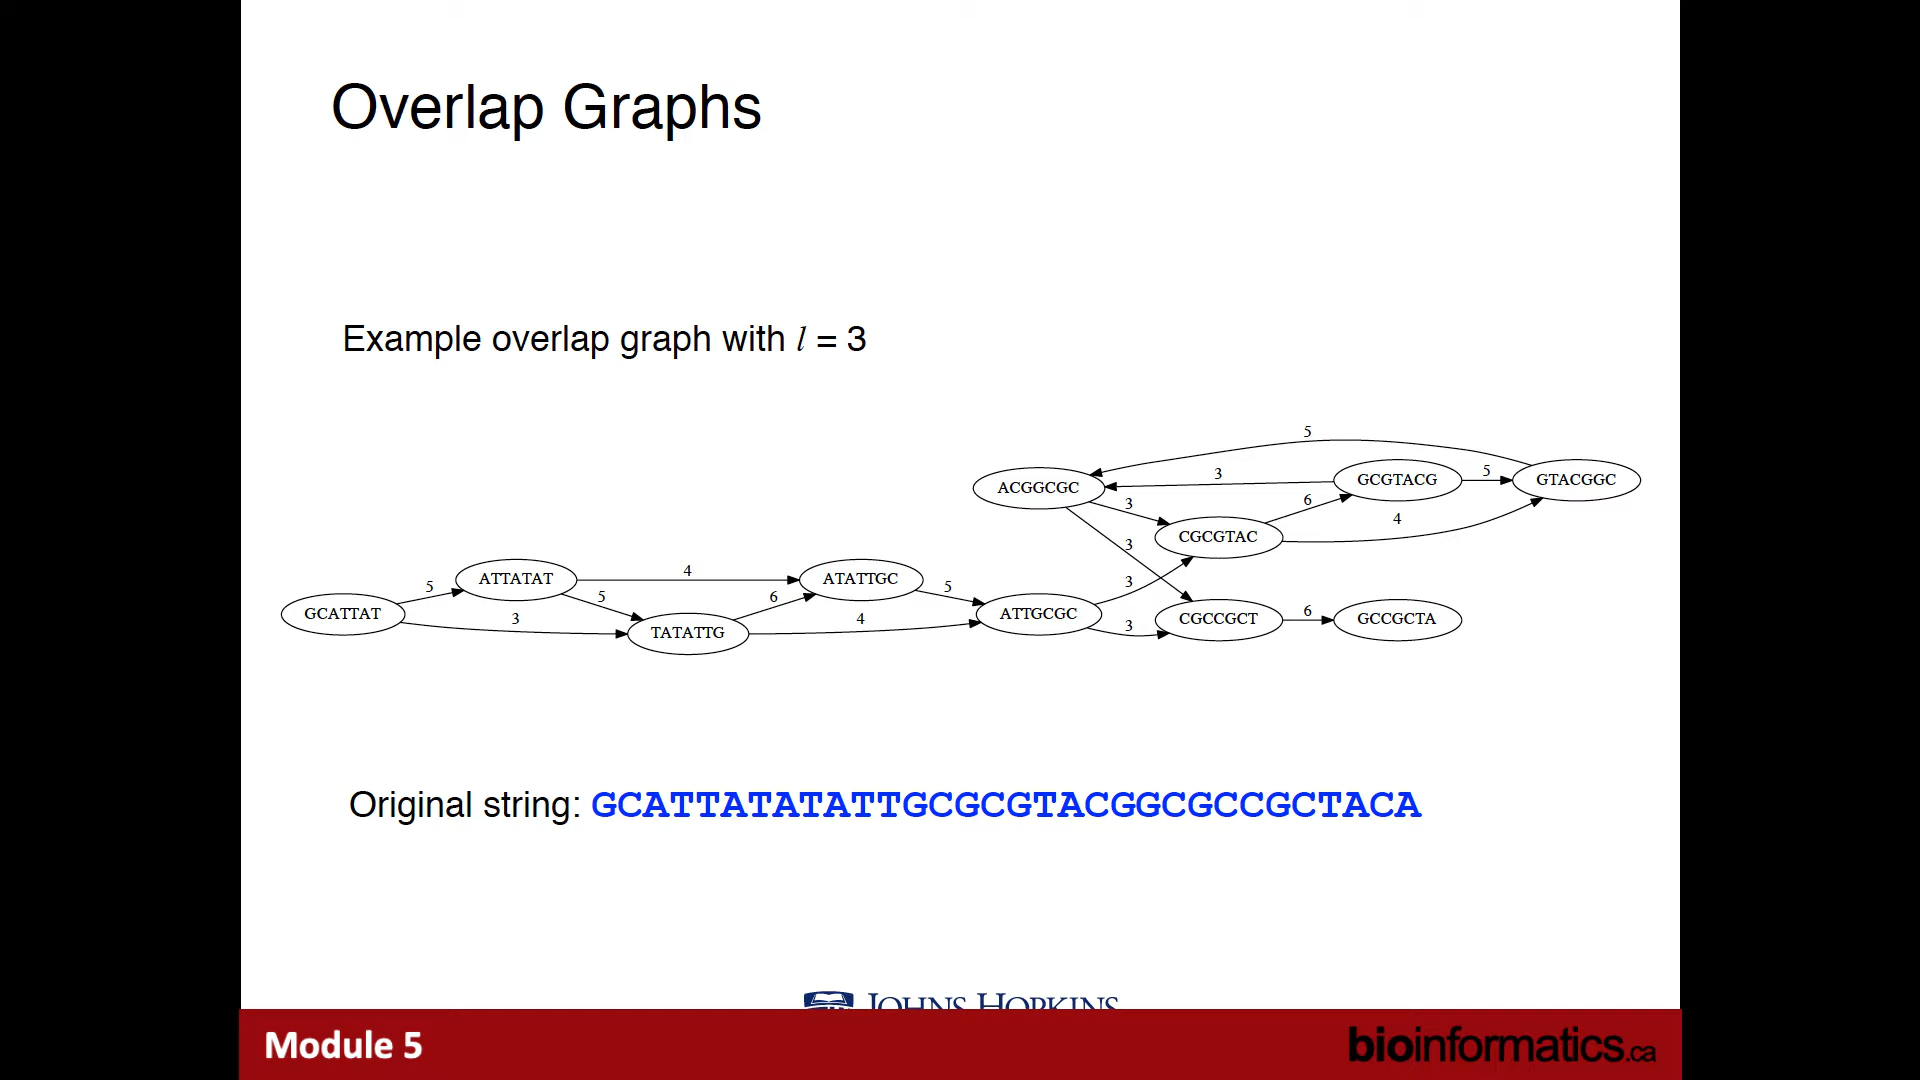 Overlap Graphs
Example overlap graph with l = 3
5
ACGGCGC
3
GCGTACG
5
GTACGGC
3
6
CGCGTAC
4
3
ATTATAT
4
ATATTGC
5
5
6
5
3
GCATTAT
3
TATATTG
4
ATTGCGC
3
CGCCGCT
6
GCCGCTA
Original string: GCATTATATATTGCGCGTACGGCGCCGCTACA
JOHNS HOPKINS
Module 5
bioinformatics.ca